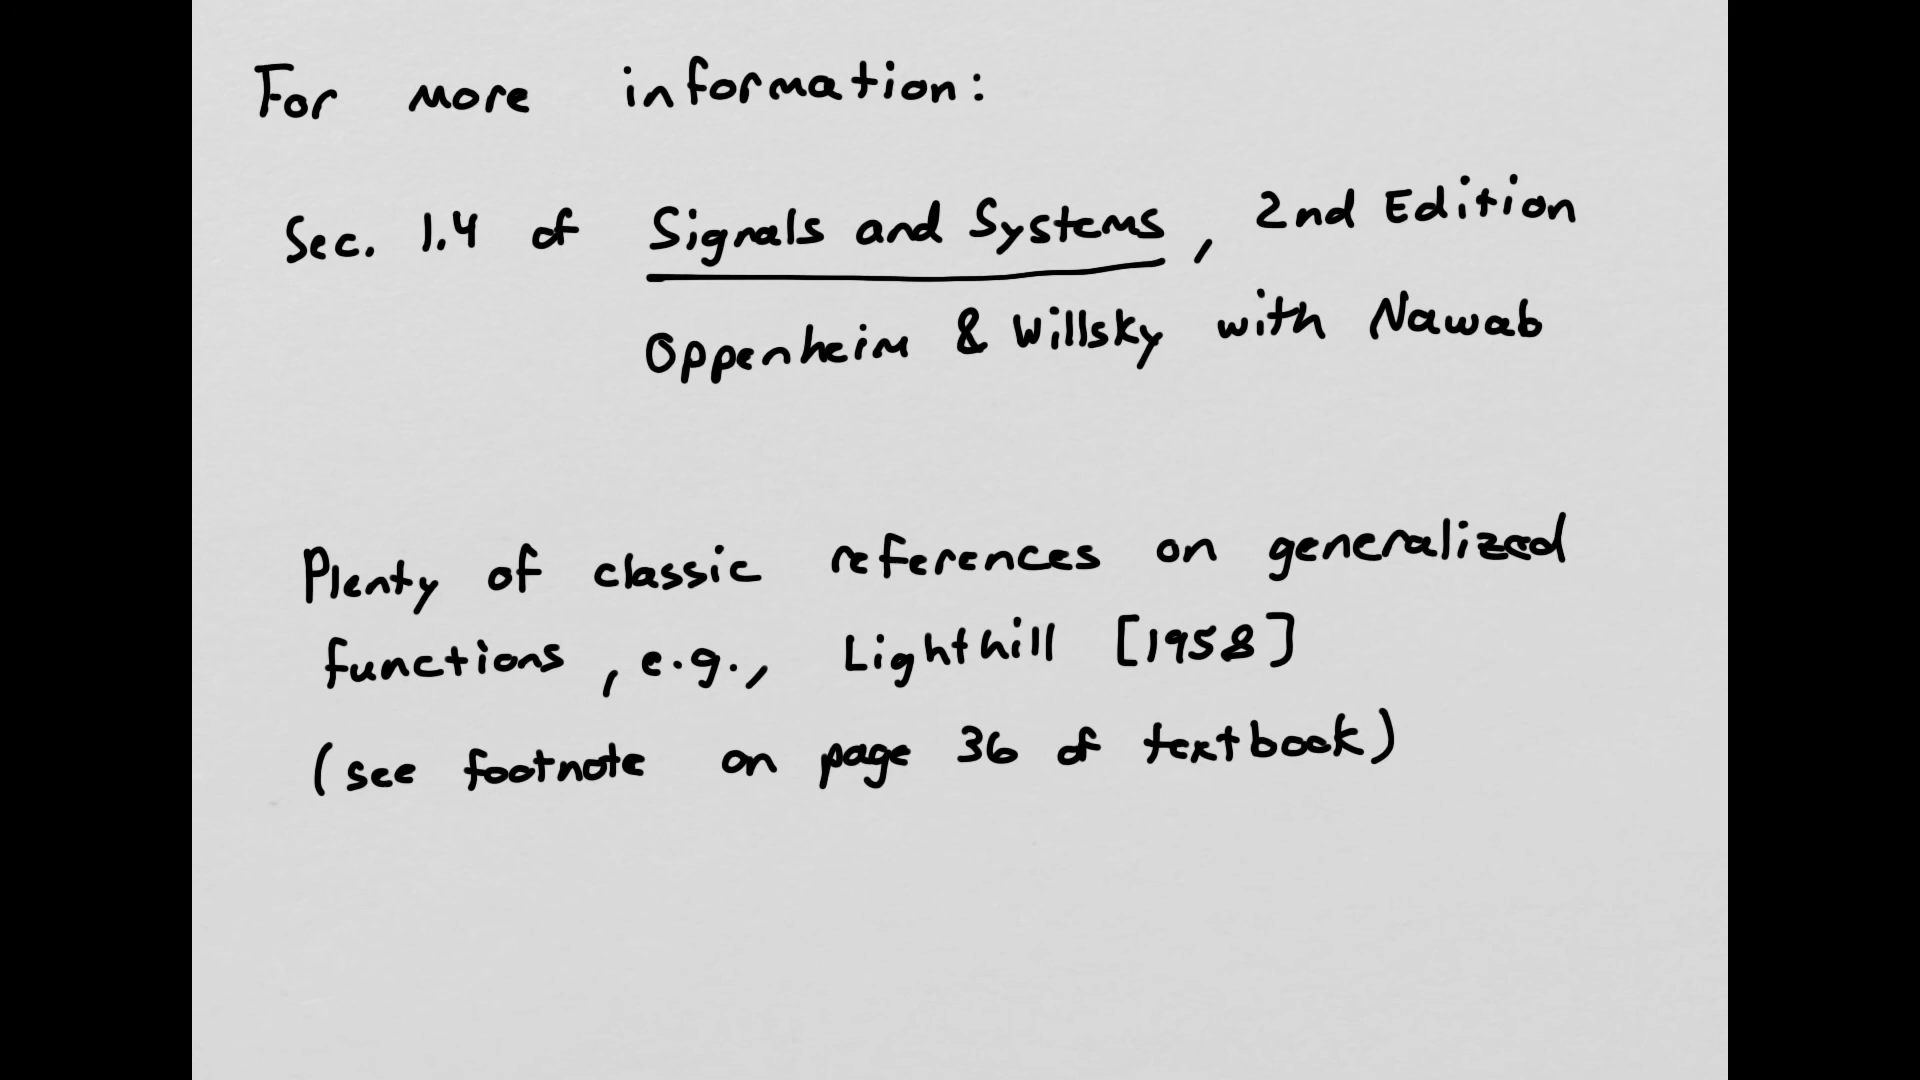 For more information:
Sec. 1.4 of Signals and Systems, 2nd Edition
Oppenheim & Willsky with Nawab
Plenty of classic references on generalized
functions, e.g., Lighthill [1958]
(see footnote on page 36 of textbook)